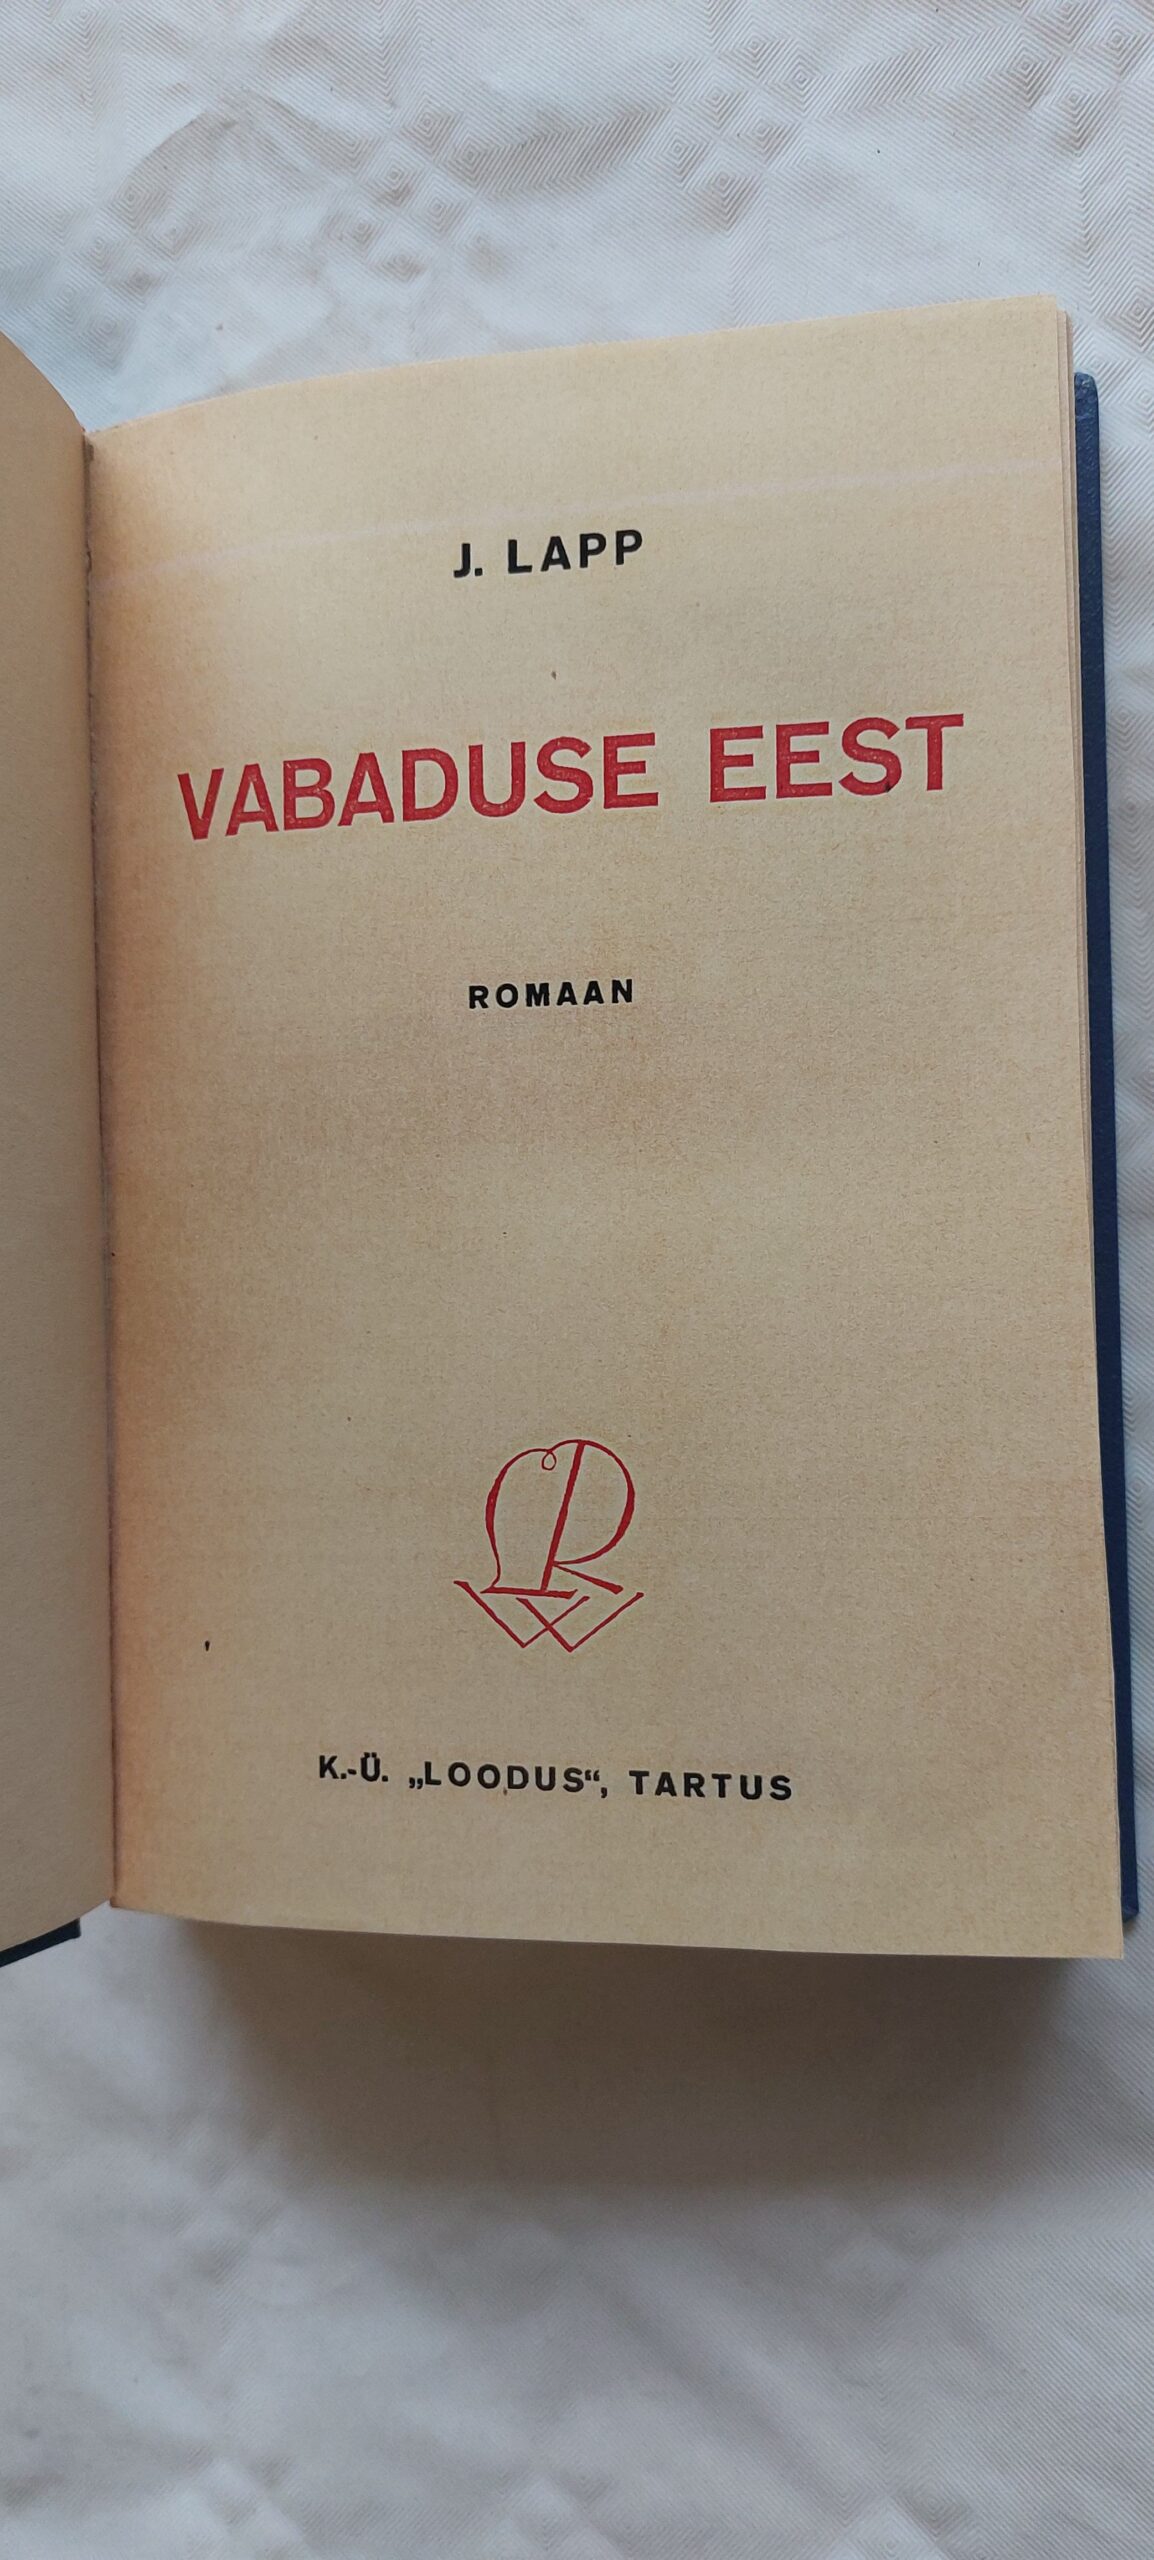 J. LAPP
VABADUSE EEST
ROMAAN
K.-Ü. „LOODUS“, TARTUS